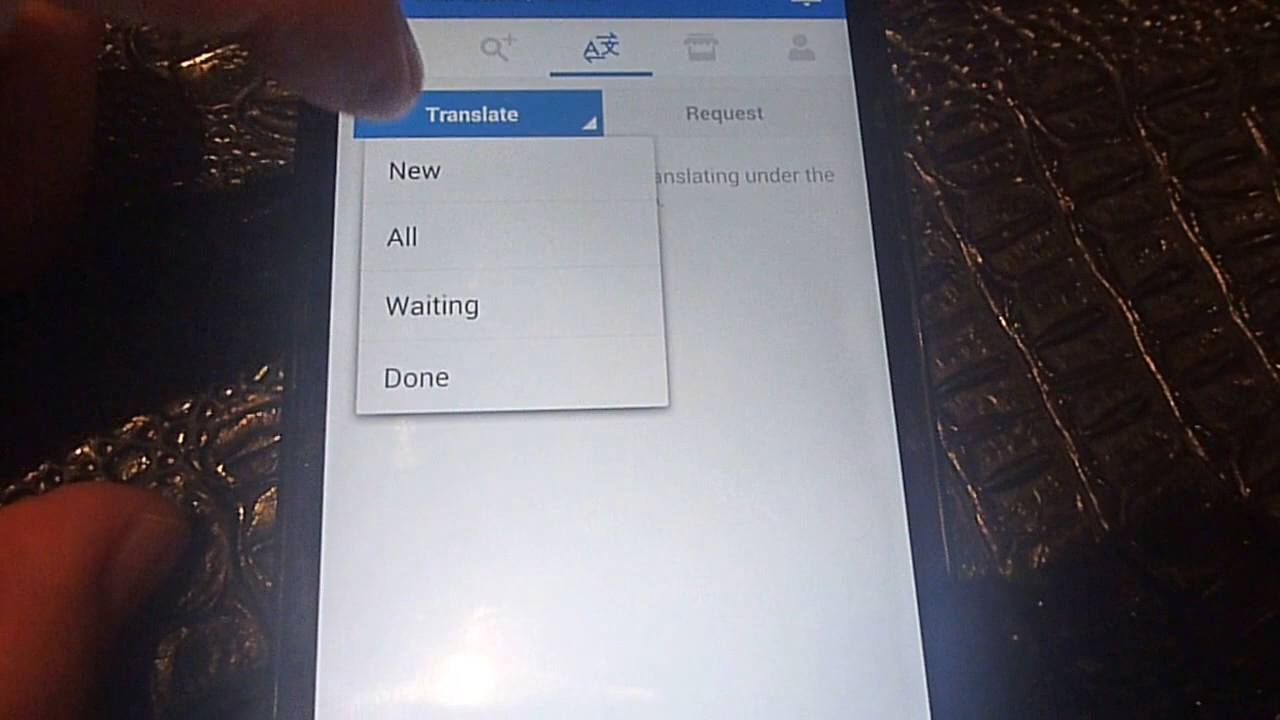 Translate
Request
New
anslating under the
All
Waiting
Done